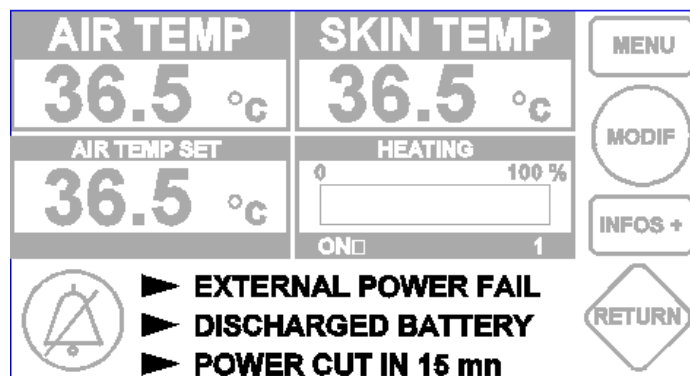 AIR TEMP
36.5 °C
SKIN TEMP
36.5 °C
MENU
MODIF
AIR TEMP SET
36.5 °C
HEATING
0 100 %
ON□ 1
INFOS +
RETURN
► EXTERNAL POWER FAIL
► DISCHARGED BATTERY
► POWER CUT IN 15 mn